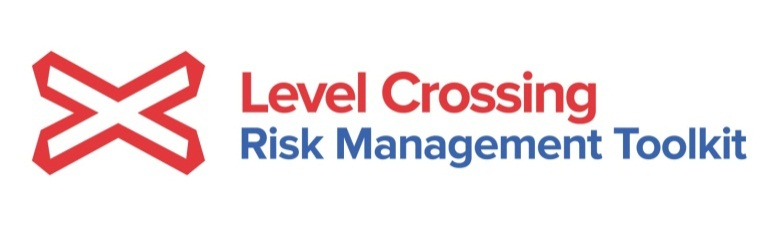 Level Crossing
Risk Management Toolkit